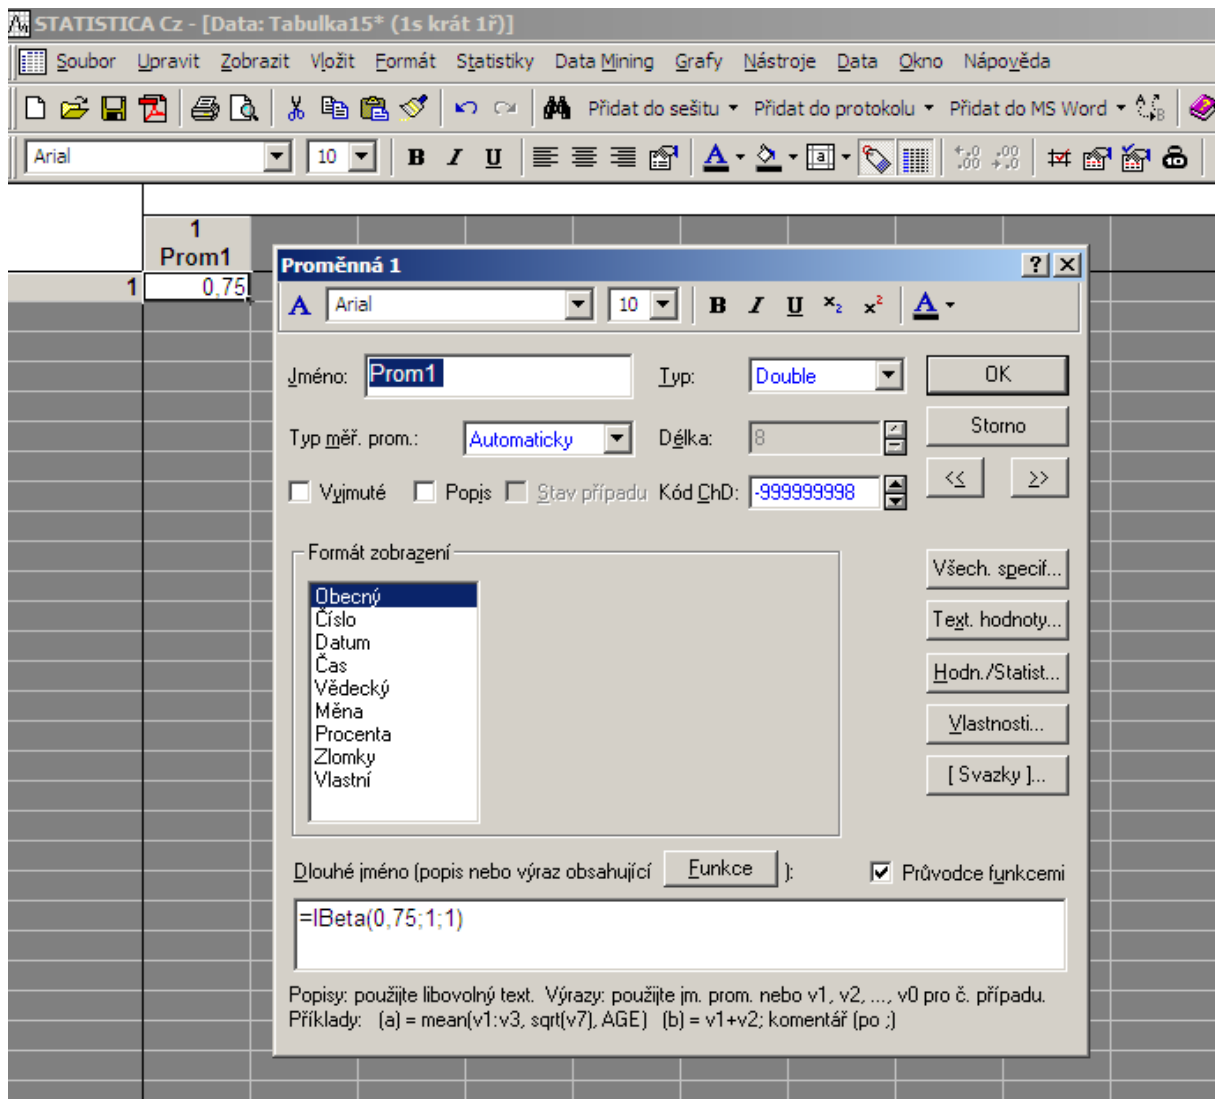 STATISTICA Cz - [Data: Tabulka15* (1s krát 1ř)]
Soubor Upravit Zobrazit Vložit Formát Statistiky Data Mining Grafy Nástroje Data Okno Nápověda
Přidat do sešitu Přidat do protokolu Přidat do MS Word
Arial 10 B I U A a
1
Prom1
1 0,75
Proměnná 1
A Arial 10 B I U x₂ x² A
Jméno: Prom1 Typ: Double OK
Typ měř. prom.: Automaticky Délka: 8 Storno
Vyjmuté Popis Stav případu Kód ChD: -999999998 << >>
Formát zobrazení
Všech. specif...
Obecný
Číslo
Text. hodnoty...
Datum
Čas
Hodn./Statist...
Vědecký
Měna
Vlastnosti...
Procenta
Zlomky
Vlastní
[ Svazky ]...
Dlouhé jméno (popis nebo výraz obsahující Funkce ): Průvodce funkcemi
=IBeta(0,75;1;1)
Popisy: použijte libovolný text. Výrazy: použijte jm. prom. nebo v1, v2, ..., v0 pro č. případu.
Příklady: (a) = mean(v1:v3, sqrt(v7), AGE) (b) = v1+v2; komentář (po ;)